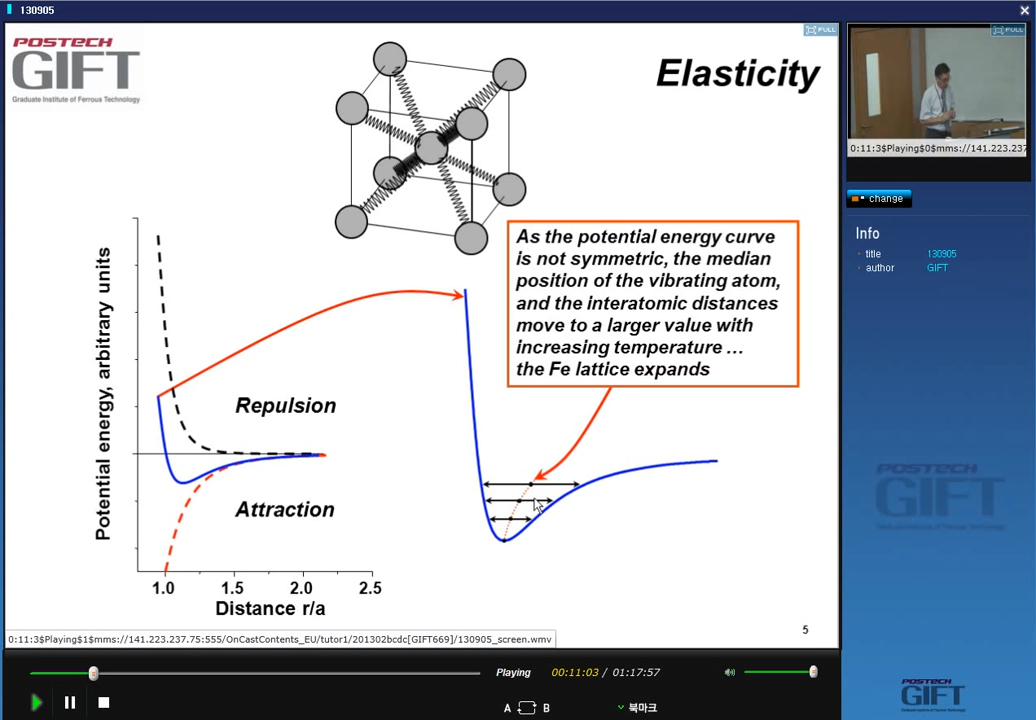 130905
POSTECH
GIFT
Graduate Institute of Ferrous Technology
Elasticity
FULL
FULL
0:11:3$Playing$0$mms://141.223.237
change
Info
title 130905
author GIFT
As the potential energy curve
is not symmetric, the median
position of the vibrating atom,
and the interatomic distances
move to a larger value with
increasing temperature …
the Fe lattice expands
Potential energy, arbitrary units
Repulsion
Attraction
1.0 1.5 2.0 2.5
Distance r/a
5
0:11:3$Playing$1$mms://141.223.237.75:555/OnCastContents_EU/tutor1/201302bcdc[GIFT669]/130905_screen.wmv
Playing 00:11:03 / 01:17:57
A B 북마크
POSTECH
GIFT
POSTECH
GIFT